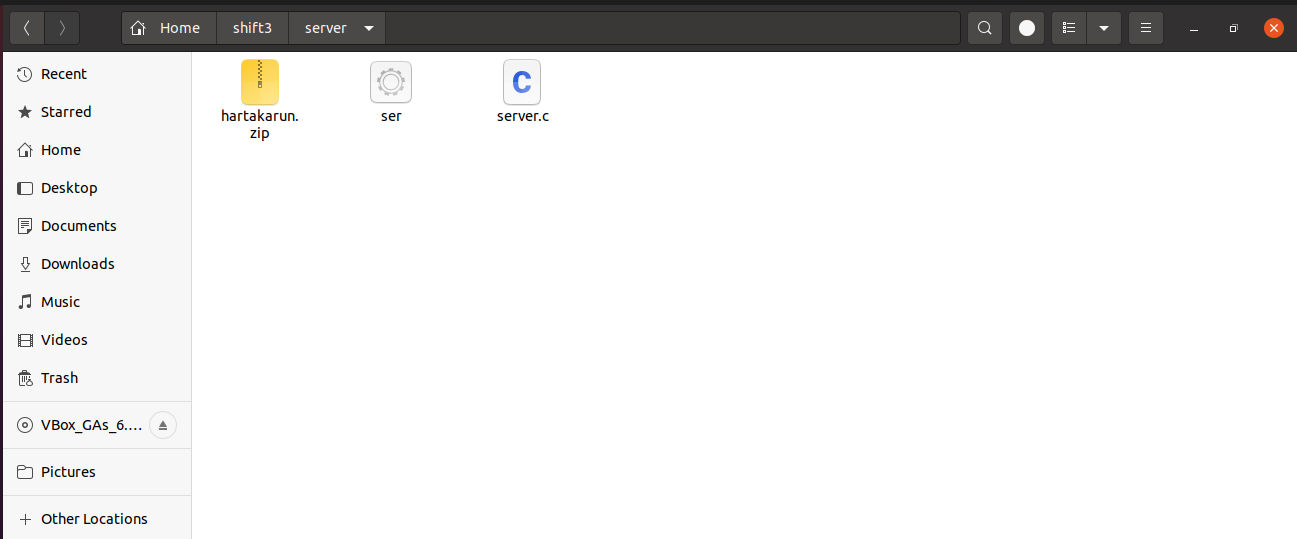 Home shift3 server
Recent
Starred
Home
Desktop
Documents
Downloads
Music
Videos
Trash
VBox_GAs_6....
Pictures
Other Locations
hartakarun.
zip
ser
server.c